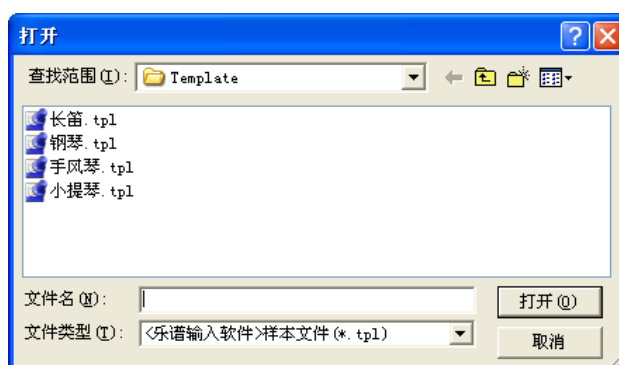 打开
查找范围(I): Template
长笛.tpl
钢琴.tpl
手风琴.tpl
小提琴.tpl
文件名(N):
打开(O)
文件类型(T): <乐谱输入软件>样本文件(*.tpl)
取消